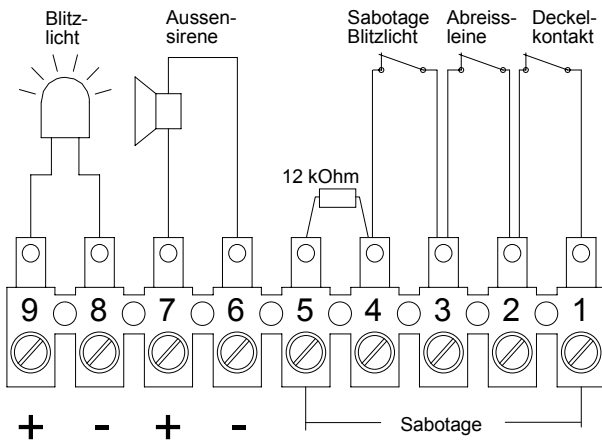 Blitz-
licht
Aussen-
sirene
Sabotage
Blitzlicht
Abreiss-
leine
Deckel-
kontakt
12 kOhm
9 8 7 6 5 4 3 2 1
+ - + -
Sabotage